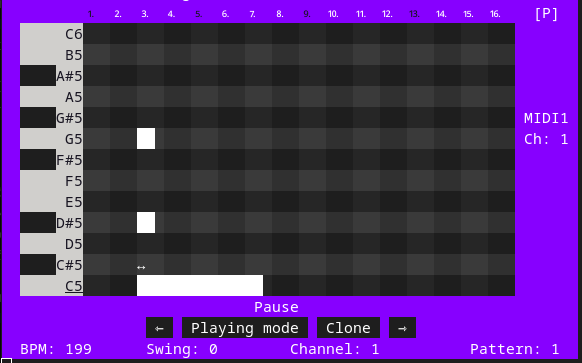 1. 2. 3. 4. 5. 6. 7. 8. 9. 10. 11. 12. 13. 14. 15. 16. [P]
C6
B5
A#5
A5
G#5 MIDI1
G5 Ch: 1
F#5
F5
E5
D#5
D5
C#5 ↔
C5
Pause
← Playing mode Clone →
BPM: 199 Swing: 0 Channel: 1 Pattern: 1